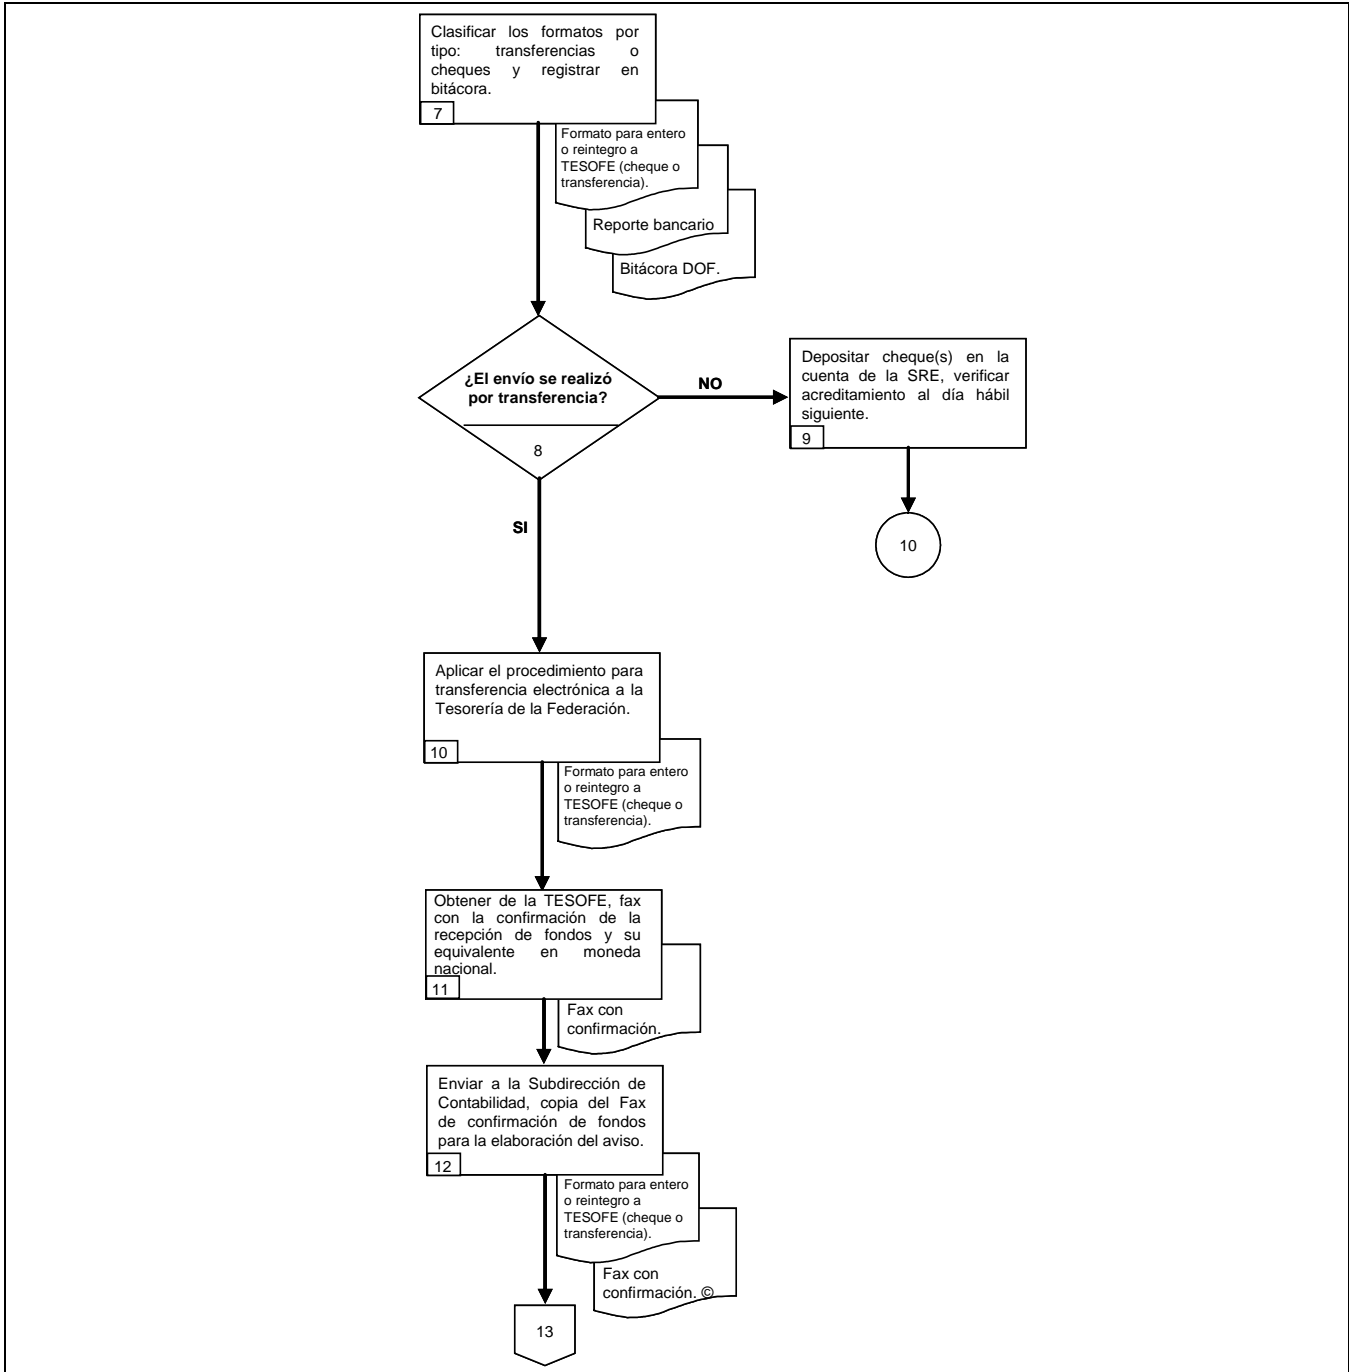 Clasificar los formatos por
tipo: transferencias o
cheques y registrar en
bitácora.
7
Formato para entero
o reintegro a
TESOFE (cheque o
transferencia).
Reporte bancario
Bitácora DOF.
¿El envío se realizó
por transferencia?
8
NO
Depositar cheque(s) en la
cuenta de la SRE, verificar
acreditamiento al día hábil
siguiente.
9
10
SI
Aplicar el procedimiento para
transferencia electrónica a la
Tesorería de la Federación.
10
Formato para entero
o reintegro a
TESOFE (cheque o
transferencia).
Obtener de la TESOFE, fax
con la confirmación de la
recepción de fondos y su
equivalente en moneda
nacional.
11
Fax con
confirmación.
Enviar a la Subdirección de
Contabilidad, copia del Fax
de confirmación de fondos
para la elaboración del aviso.
12
Formato para entero
o reintegro a
TESOFE (cheque o
transferencia).
Fax con
confirmación. ©
13